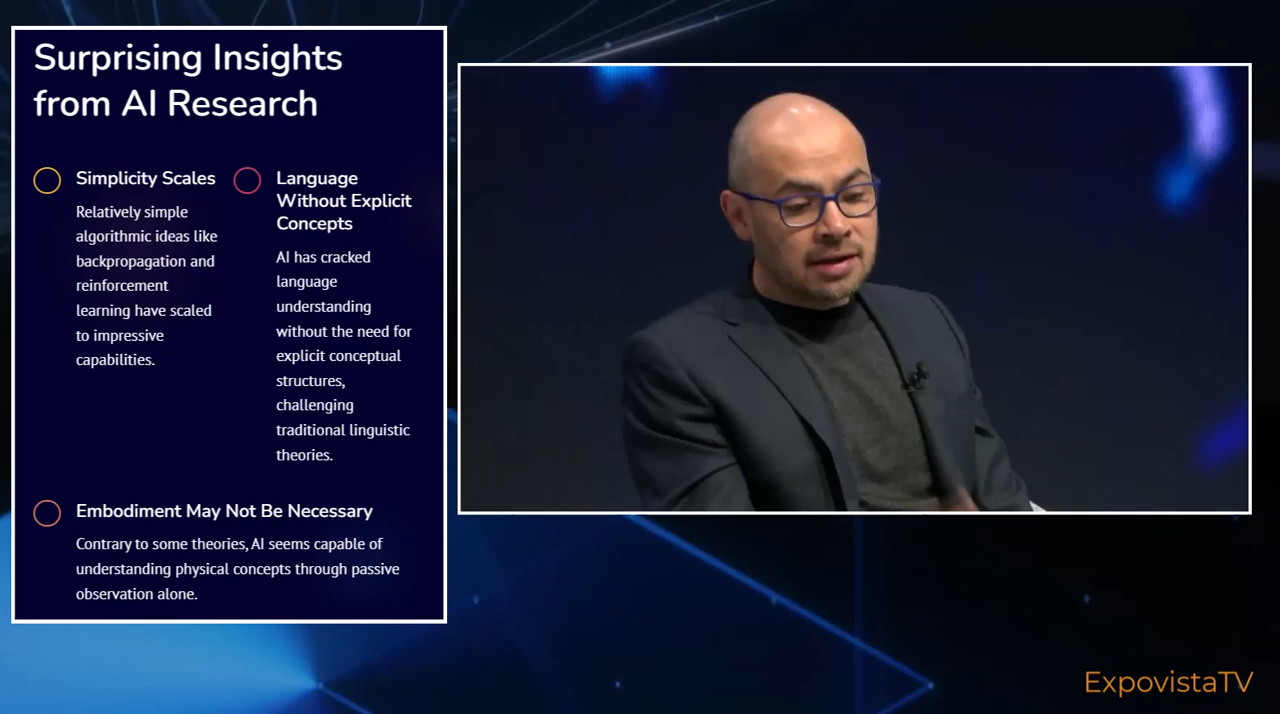 Surprising Insights
from AI Research
Simplicity Scales
Relatively simple
algorithmic ideas like
backpropagation and
reinforcement
learning have scaled
to impressive
capabilities.
Language
Without Explicit
Concepts
AI has cracked
language
understanding
without the need for
explicit conceptual
structures,
challenging
traditional linguistic
theories.
Embodiment May Not Be Necessary
Contrary to some theories, AI seems capable of
understanding physical concepts through passive
observation alone.
ExpovistaTV